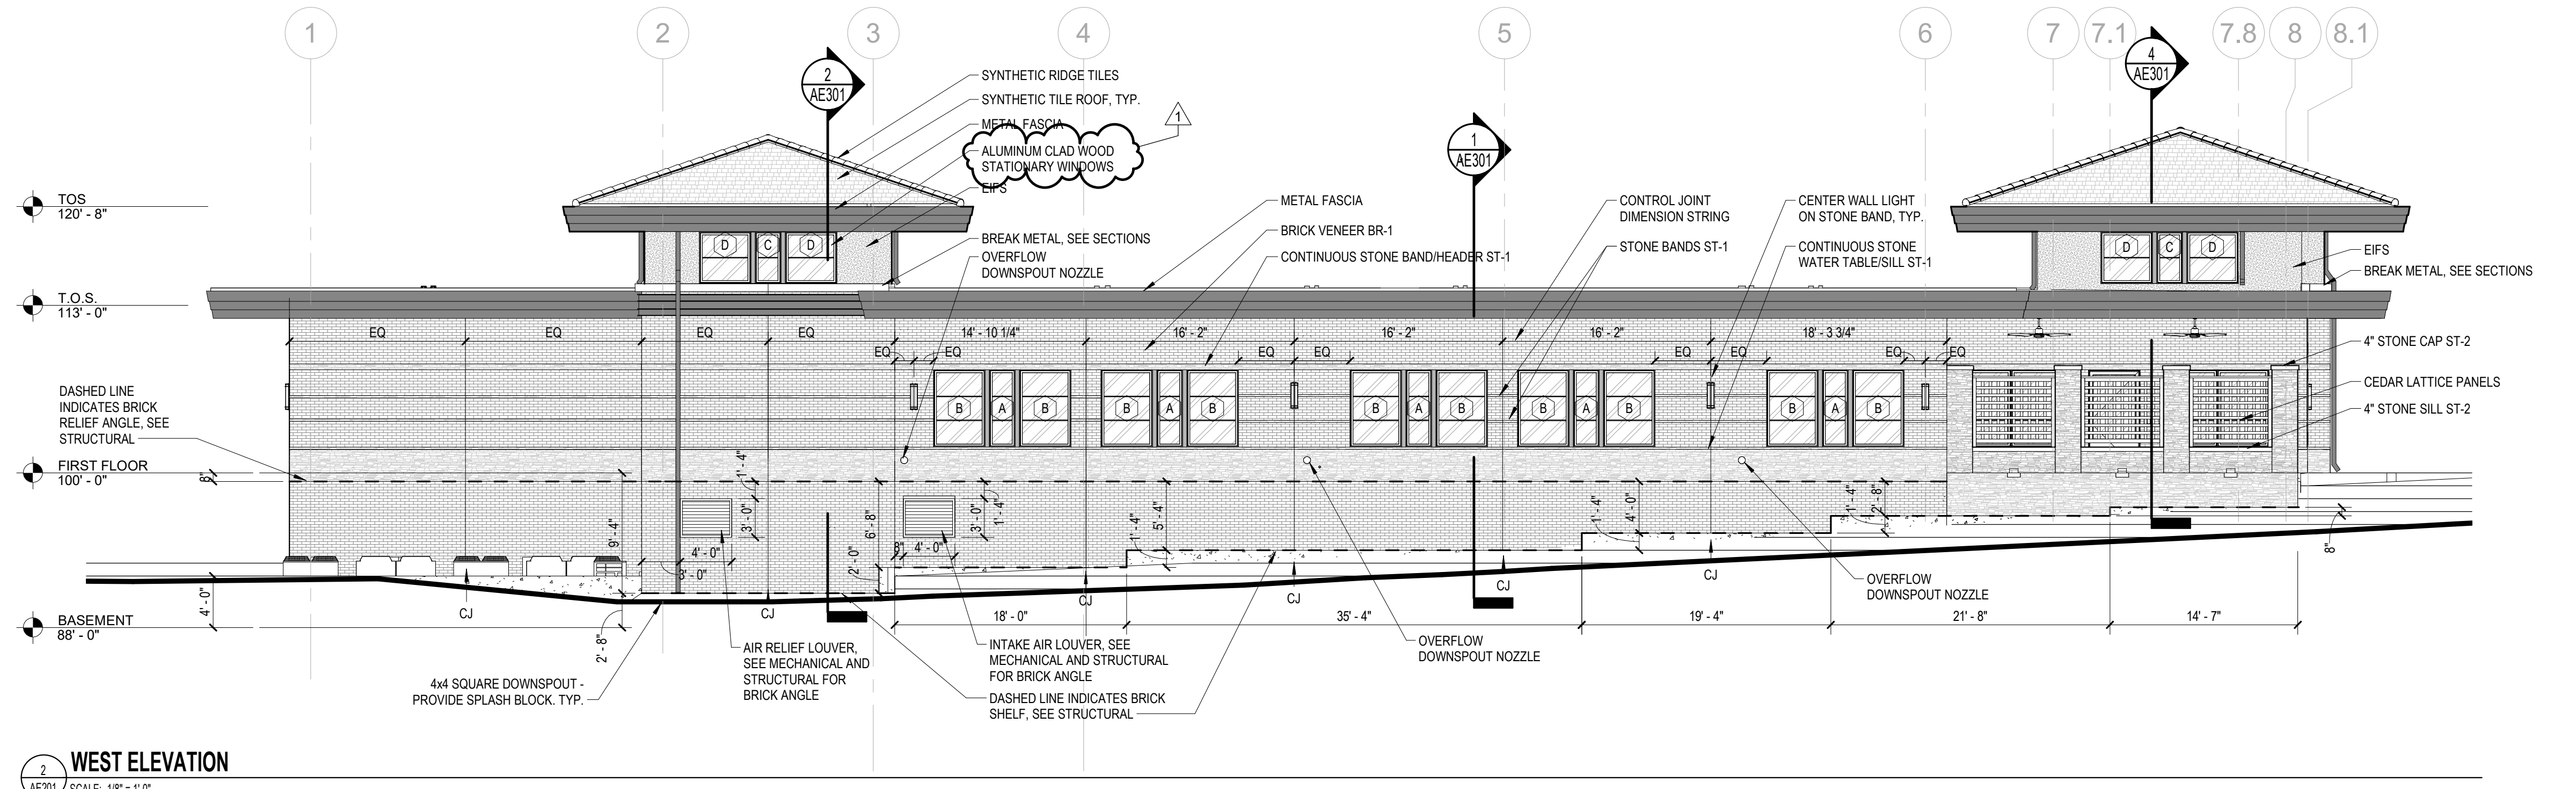 1
2
3
4
5
6
7
7.1
7.8
8
8.1
2
AE301
1
AE301
4
AE301
SYNTHETIC RIDGE TILES
SYNTHETIC TILE ROOF, TYP.
METAL FASCIA
ALUMINUM CLAD WOOD
STATIONARY WINDOWS
1
EIFS
BREAK METAL, SEE SECTIONS
OVERFLOW
DOWNSPOUT NOZZLE
METAL FASCIA
BRICK VENEER BR-1
CONTINUOUS STONE BAND/HEADER ST-1
CONTROL JOINT
DIMENSION STRING
STONE BANDS ST-1
CENTER WALL LIGHT
ON STONE BAND, TYP.
CONTINUOUS STONE
WATER TABLE/SILL ST-1
EIFS
BREAK METAL, SEE SECTIONS
TOS
120' - 8"
T.O.S.
113' - 0"
D
C
D
D
C
D
EQ
EQ
EQ
EQ
14' - 10 1/4"
16' - 2"
16' - 2"
16' - 2"
18' - 3 3/4"
EQ
EQ
EQ
EQ
EQ
EQ
EQ
EQ
4" STONE CAP ST-2
CEDAR LATTICE PANELS
4" STONE SILL ST-2
B
A
B
B
A
B
B
A
B
B
A
B
B
A
B
DASHED LINE
INDICATES BRICK
RELIEF ANGLE, SEE
STRUCTURAL
FIRST FLOOR
100' - 0"
8"
9' - 4"
1' - 4"
3' - 0"
4' - 0"
3' - 0"
6' - 8"
2' - 0"
8"
4' - 0"
3' - 0"
1' - 4"
1' - 4"
5' - 4"
1' - 4"
4' - 0"
1' - 4"
2' - 8"
8"
BASEMENT
88' - 0"
4' - 0"
2' - 8"
CJ
CJ
CJ
CJ
CJ
CJ
18' - 0"
35' - 4"
19' - 4"
21' - 8"
14' - 7"
OVERFLOW
DOWNSPOUT NOZZLE
OVERFLOW
DOWNSPOUT NOZZLE
AIR RELIEF LOUVER,
SEE MECHANICAL AND
STRUCTURAL FOR
BRICK ANGLE
INTAKE AIR LOUVER, SEE
MECHANICAL AND STRUCTURAL
FOR BRICK ANGLE
4x4 SQUARE DOWNSPOUT -
PROVIDE SPLASH BLOCK. TYP.
DASHED LINE INDICATES BRICK
SHELF, SEE STRUCTURAL
2
AE201
WEST ELEVATION
SCALE: 1/8" = 1'-0"